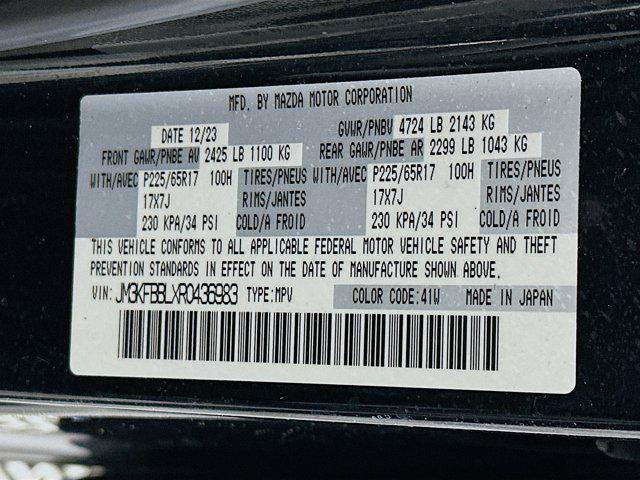 MFD. BY MAZDA MOTOR CORPORATION
DATE 12/23 GVWR/PNBV 4724 LB 2143 KG
FRONT GAWR/PNBE AV 2425 LB 1100 KG REAR GAWR/PNBE AR 2299 LB 1043 KG
WITH/AVEC P225/65R17 100H TIRES/PNEUS WITH/AVEC P225/65R17 100H TIRES/PNEUS
17X7J RIMS/JANTES 17X7J RIMS/JANTES
230 KPA/34 PSI COLD/A FROID 230 KPA/34 PSI COLD/A FROID
THIS VEHICLE CONFORMS TO ALL APPLICABLE FEDERAL MOTOR VEHICLE SAFETY AND THEFT
PREVENTION STANDARDS IN EFFECT ON THE DATE OF MANUFACTURE SHOWN ABOVE.
VIN: JM3KFBBLXR0436983 TYPE:MPV COLOR CODE:41W MADE IN JAPAN